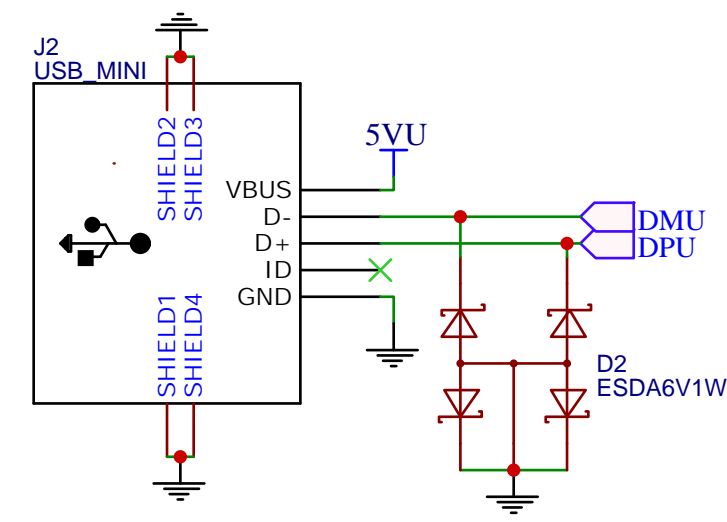 J2
USB_MINI
SHIELD2
SHIELD3
5VU
VBUS
D-
D+
ID
GND
DMU
DPU
SHIELD1
SHIELD4
D2
ESDA6V1W